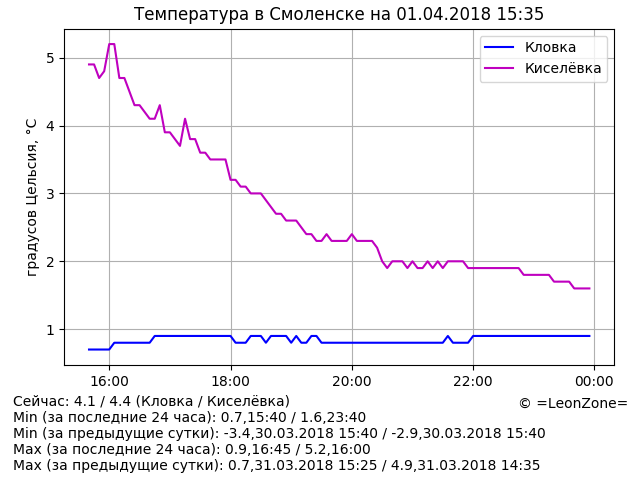 Температура в Смоленске на 01.04.2018 15:35
градусов Цельсия, °C
5
4
3
2
1
Кловка
Киселёвка
16:00 18:00 20:00 22:00 00:00
Сейчас: 4.1 / 4.4 (Кловка / Киселёвка)
© =LeonZone=
Min (за последние 24 часа): 0.7,15:40 / 1.6,23:40
Min (за предыдущие сутки): -3.4,30.03.2018 15:40 / -2.9,30.03.2018 15:40
Max (за последние 24 часа): 0.9,16:45 / 5.2,16:00
Max (за предыдущие сутки): 0.7,31.03.2018 15:25 / 4.9,31.03.2018 14:35